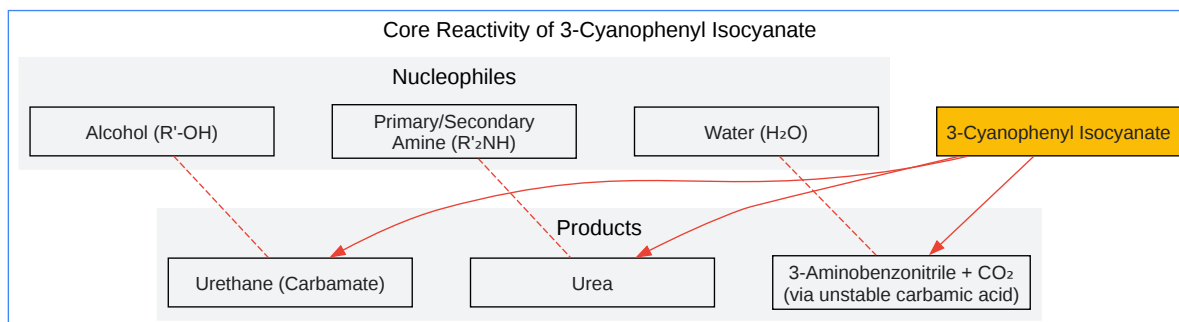 Core Reactivity of 3-Cyanophenyl Isocyanate
Nucleophiles
Alcohol (R'-OH)
Primary/Secondary
Amine (R'₂NH)
Water (H₂O)
3-Cyanophenyl Isocyanate
Products
Urethane (Carbamate)
Urea
3-Aminobenzonitrile + CO₂
(via unstable carbamic acid)